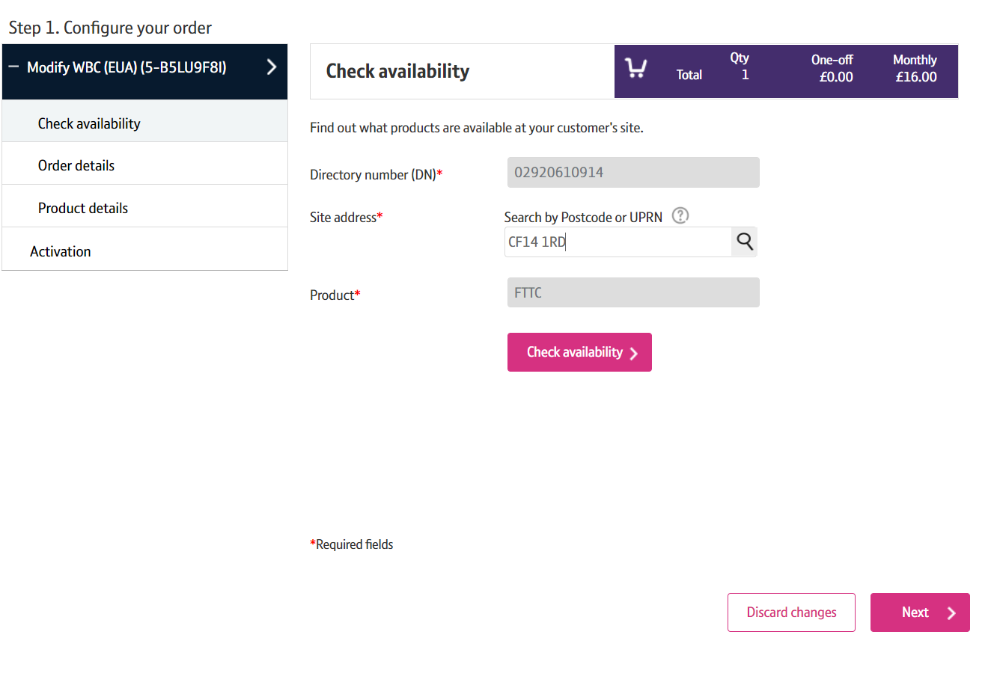 Step 1. Configure your order
Modify WBC (EUA) (5-B5LU9F8I)
Check availability
Order details
Product details
Activation
Check availability
Total
Qty
1
One-off
£0.00
Monthly
£16.00
Find out what products are available at your customer's site.
Directory number (DN)*
02920610914
Site address*
Search by Postcode or UPRN ?
CF14 1RD
Product*
FTTC
Check availability
*Required fields
Discard changes
Next